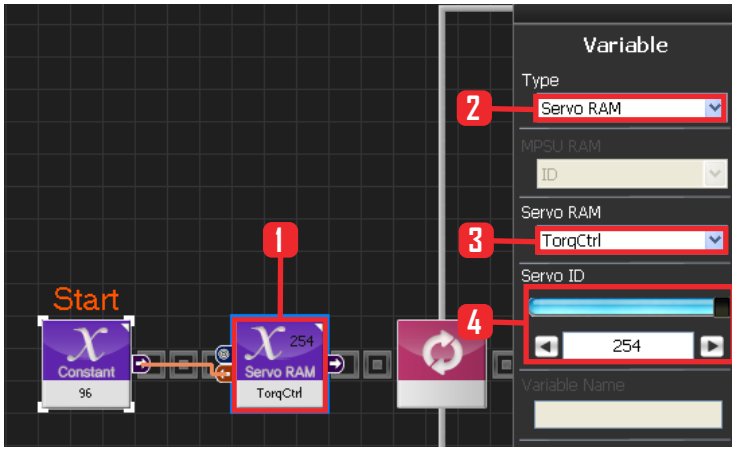 Variable
Type
2
Servo RAM
MPSU RAM
ID
Servo RAM
1
3
TorqCtrl
Servo ID
Start
4
X
X 254
254
Constant
Servo RAM
96
TorqCtrl
Variable Name